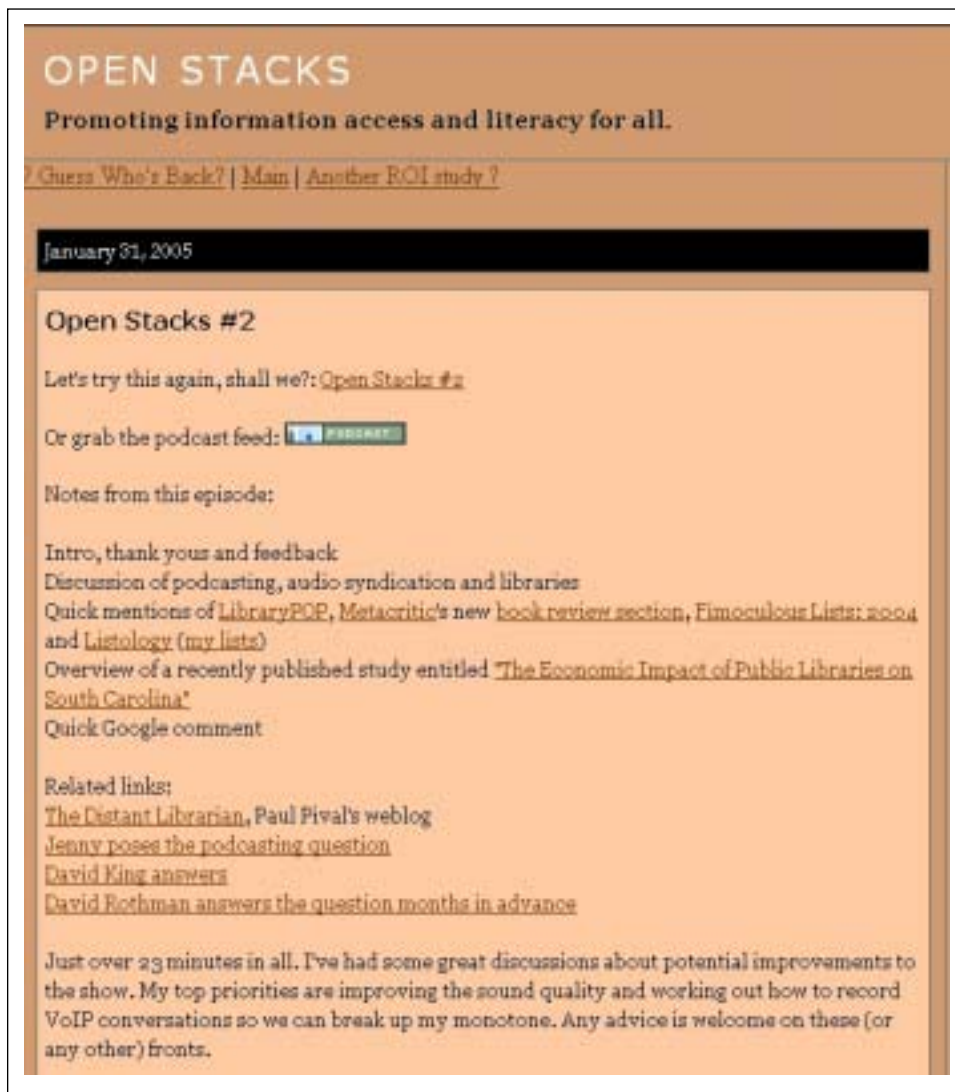 OPEN STACKS
Promoting information access and literacy for all.
? Guess Who's Back? | Main | Another ROI study ?
January 31, 2005
Open Stacks #2
Let's try this again, shall we?: Open Stacks #2
Or grab the podcast feed: PODCAST
Notes from this episode:
Intro, thank yous and feedback
Discussion of podcasting, audio syndication and libraries
Quick mentions of LibraryPOP, Metacritic's new book review section, Fimoculous Lists: 2004
and Listology (my lists)
Overview of a recently published study entitled "The Economic Impact of Public Libraries on
South Carolina"
Quick Google comment
Related links:
The Distant Librarian, Paul Pival's weblog
Jenny poses the podcasting question
David King answers
David Rothman answers the question months in advance
Just over 23 minutes in all. I've had some great discussions about potential improvements to
the show. My top priorities are improving the sound quality and working out how to record
VoIP conversations so we can break up my monotone. Any advice is welcome on these (or
any other) fronts.